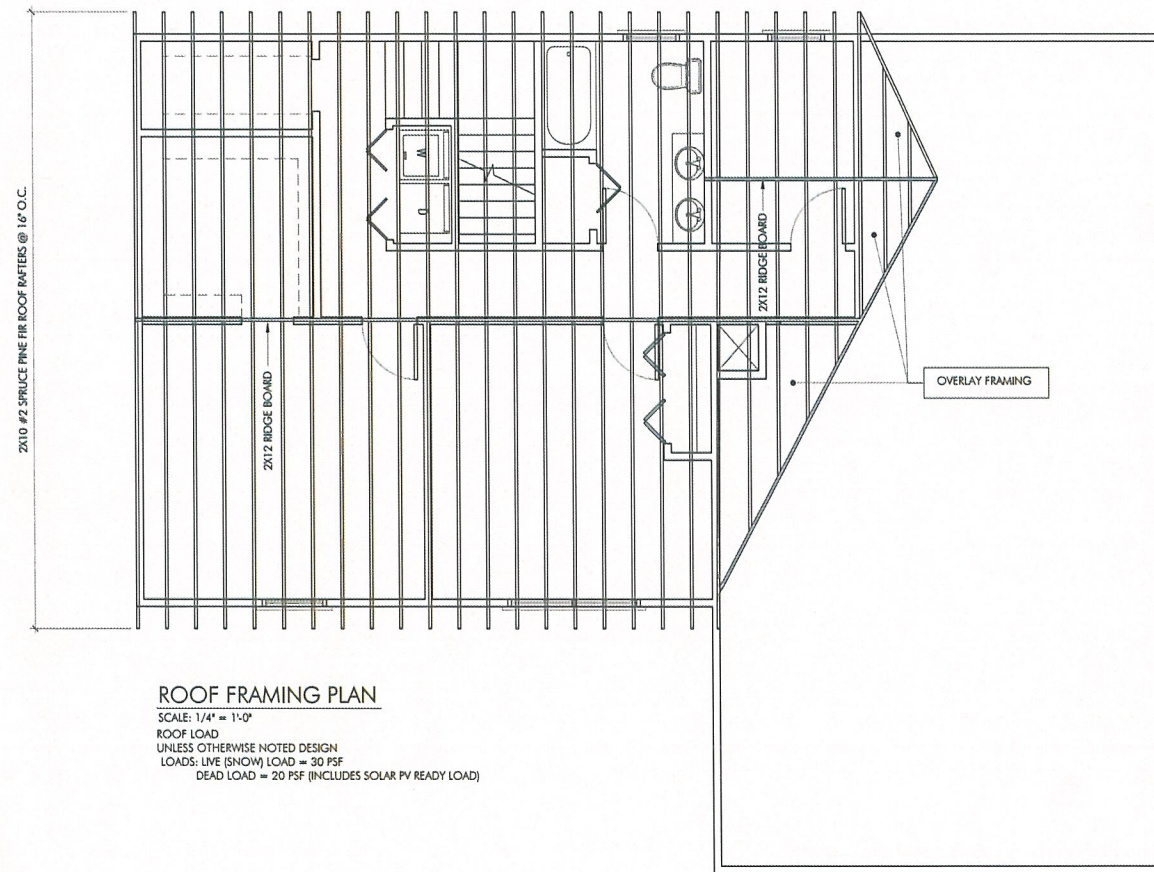 2X10 #2 SPRUCE PINE FIR ROOF RAFTERS @ 16" O.C.
W
D
2X12 RIDGE BOARD
2X12 RIDGE BOARD
OVERLAY FRAMING
ROOF FRAMING PLAN
SCALE: 1/4" = 1'-0"
ROOF LOAD
UNLESS OTHERWISE NOTED DESIGN
LOADS: LIVE (SNOW) LOAD = 30 PSF
DEAD LOAD = 20 PSF (INCLUDES SOLAR PV READY LOAD)